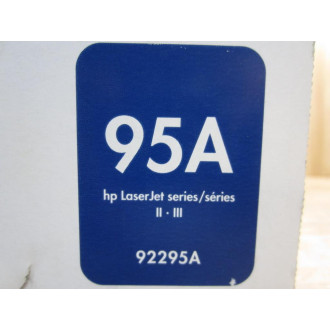 95A
hp LaserJet series/séries
II · III
92295A